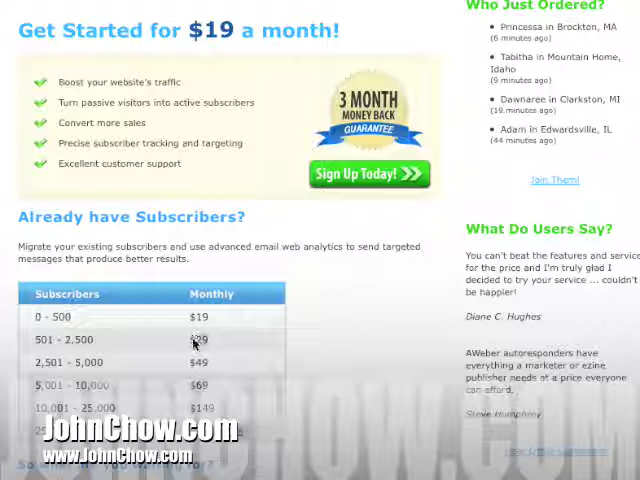 Get Started for $19 a month!
Boost your website's traffic
Turn passive visitors into active subscribers
Convert more sales
Precise subscriber tracking and targeting
Excellent customer support
3 MONTH
MONEY BACK
GUARANTEE
Sign Up Today!
Already have Subscribers?
Migrate your existing subscribers and use advanced email web analytics to send targeted
messages that produce better results.
Subscribers Monthly
0 - 500 $19
501 - 2,500 $29
2,501 - 5,000 $49
5,001 - 10,000 $69
10,001 - 25,000 $149
Who Just Ordered?
Princessa in Brockton, MA
(6 minutes ago)
Tabitha in Mountain Home,
Idaho
(9 minutes ago)
Dawnaree in Clarkston, MI
(19 minutes ago)
Adam in Edwardsville, IL
(44 minutes ago)
Join Them!
What Do Users Say?
You can't beat the features and service
for the price and I'm truly glad I
decided to try your service ... couldn't
be happier!
Diane C. Hughes
AWeber autoresponders have
everything a marketer or ezine
publisher needs at a price everyone
can afford.
Steve Humphrey
JohnChow.com
www.JohnChow.com